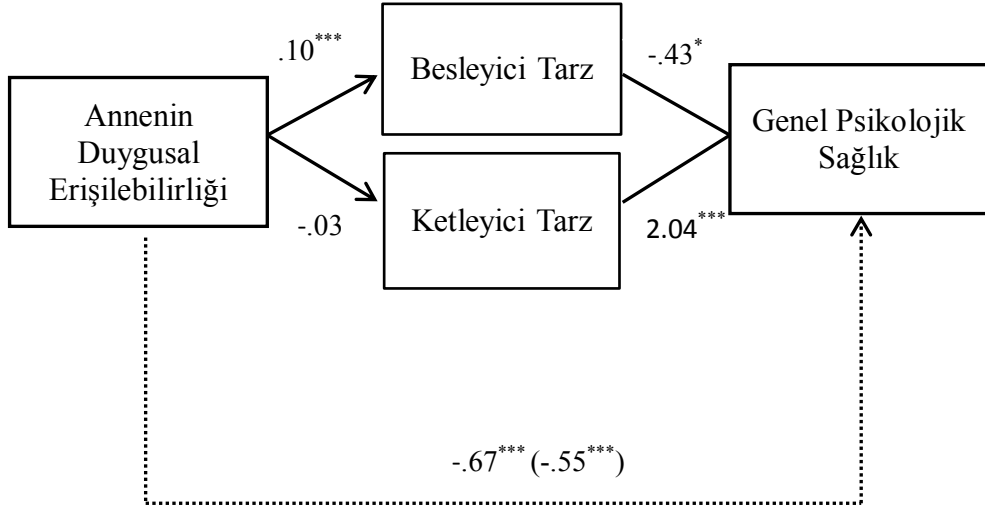 .10***
Besleyici Tarz
-.43*
Annenin
Duygusal
Erişilebilirliği
Genel Psikolojik
Sağlık
-.03
Ketleyici Tarz
2.04***
-.67*** (-.55***)